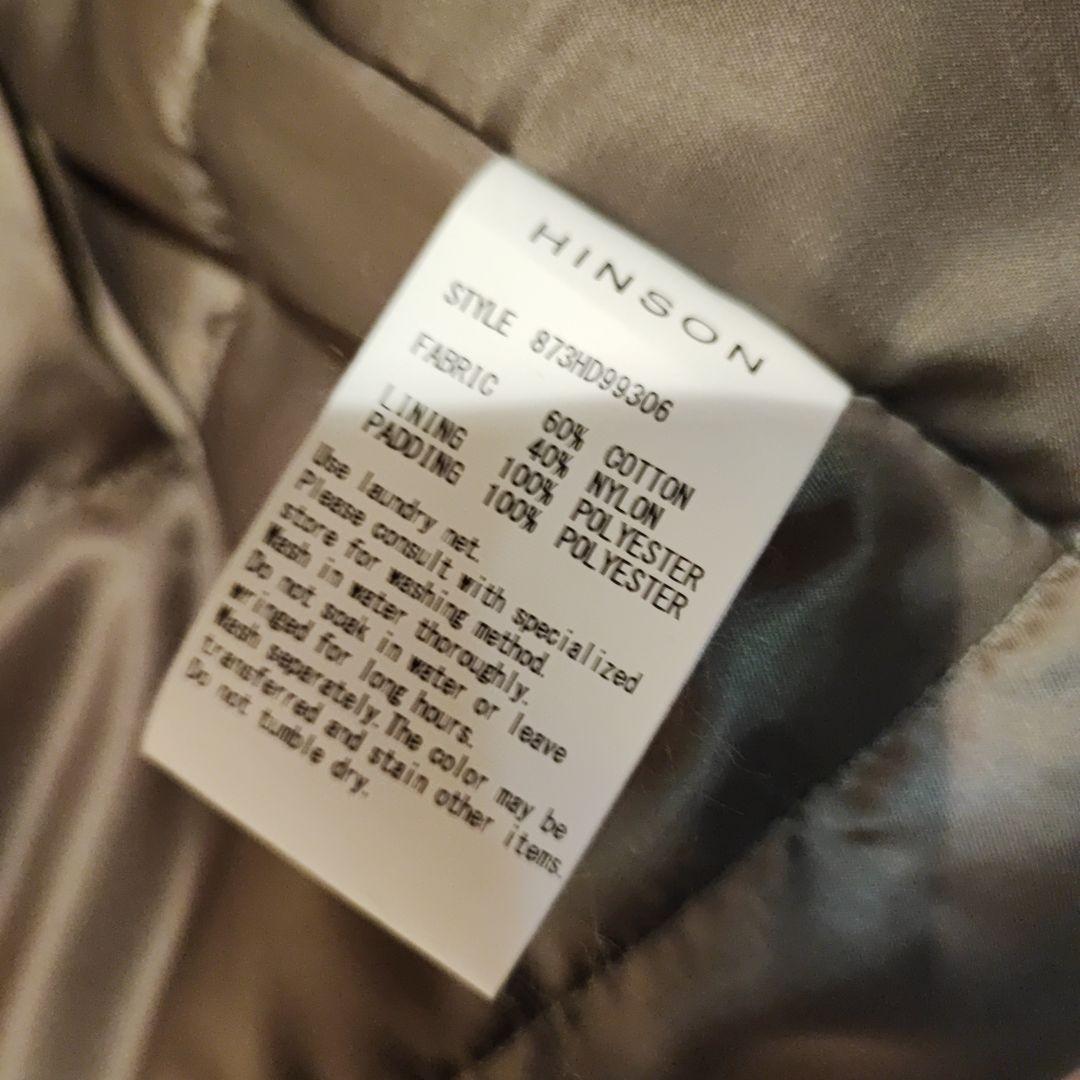 HINSON
STYLE 873HD99306
FABRIC 60% COTTON
40% NYLON
LINING 100% POLYESTER
PADDING 100% POLYESTER
Use laundry net.
Please consult with specialized
store for washing method.
Wash in water thoroughly.
Do not soak in water or leave
wringed for long hours.
Wash separately.The color may be
transferred and stain other items.
Do not tumble dry.